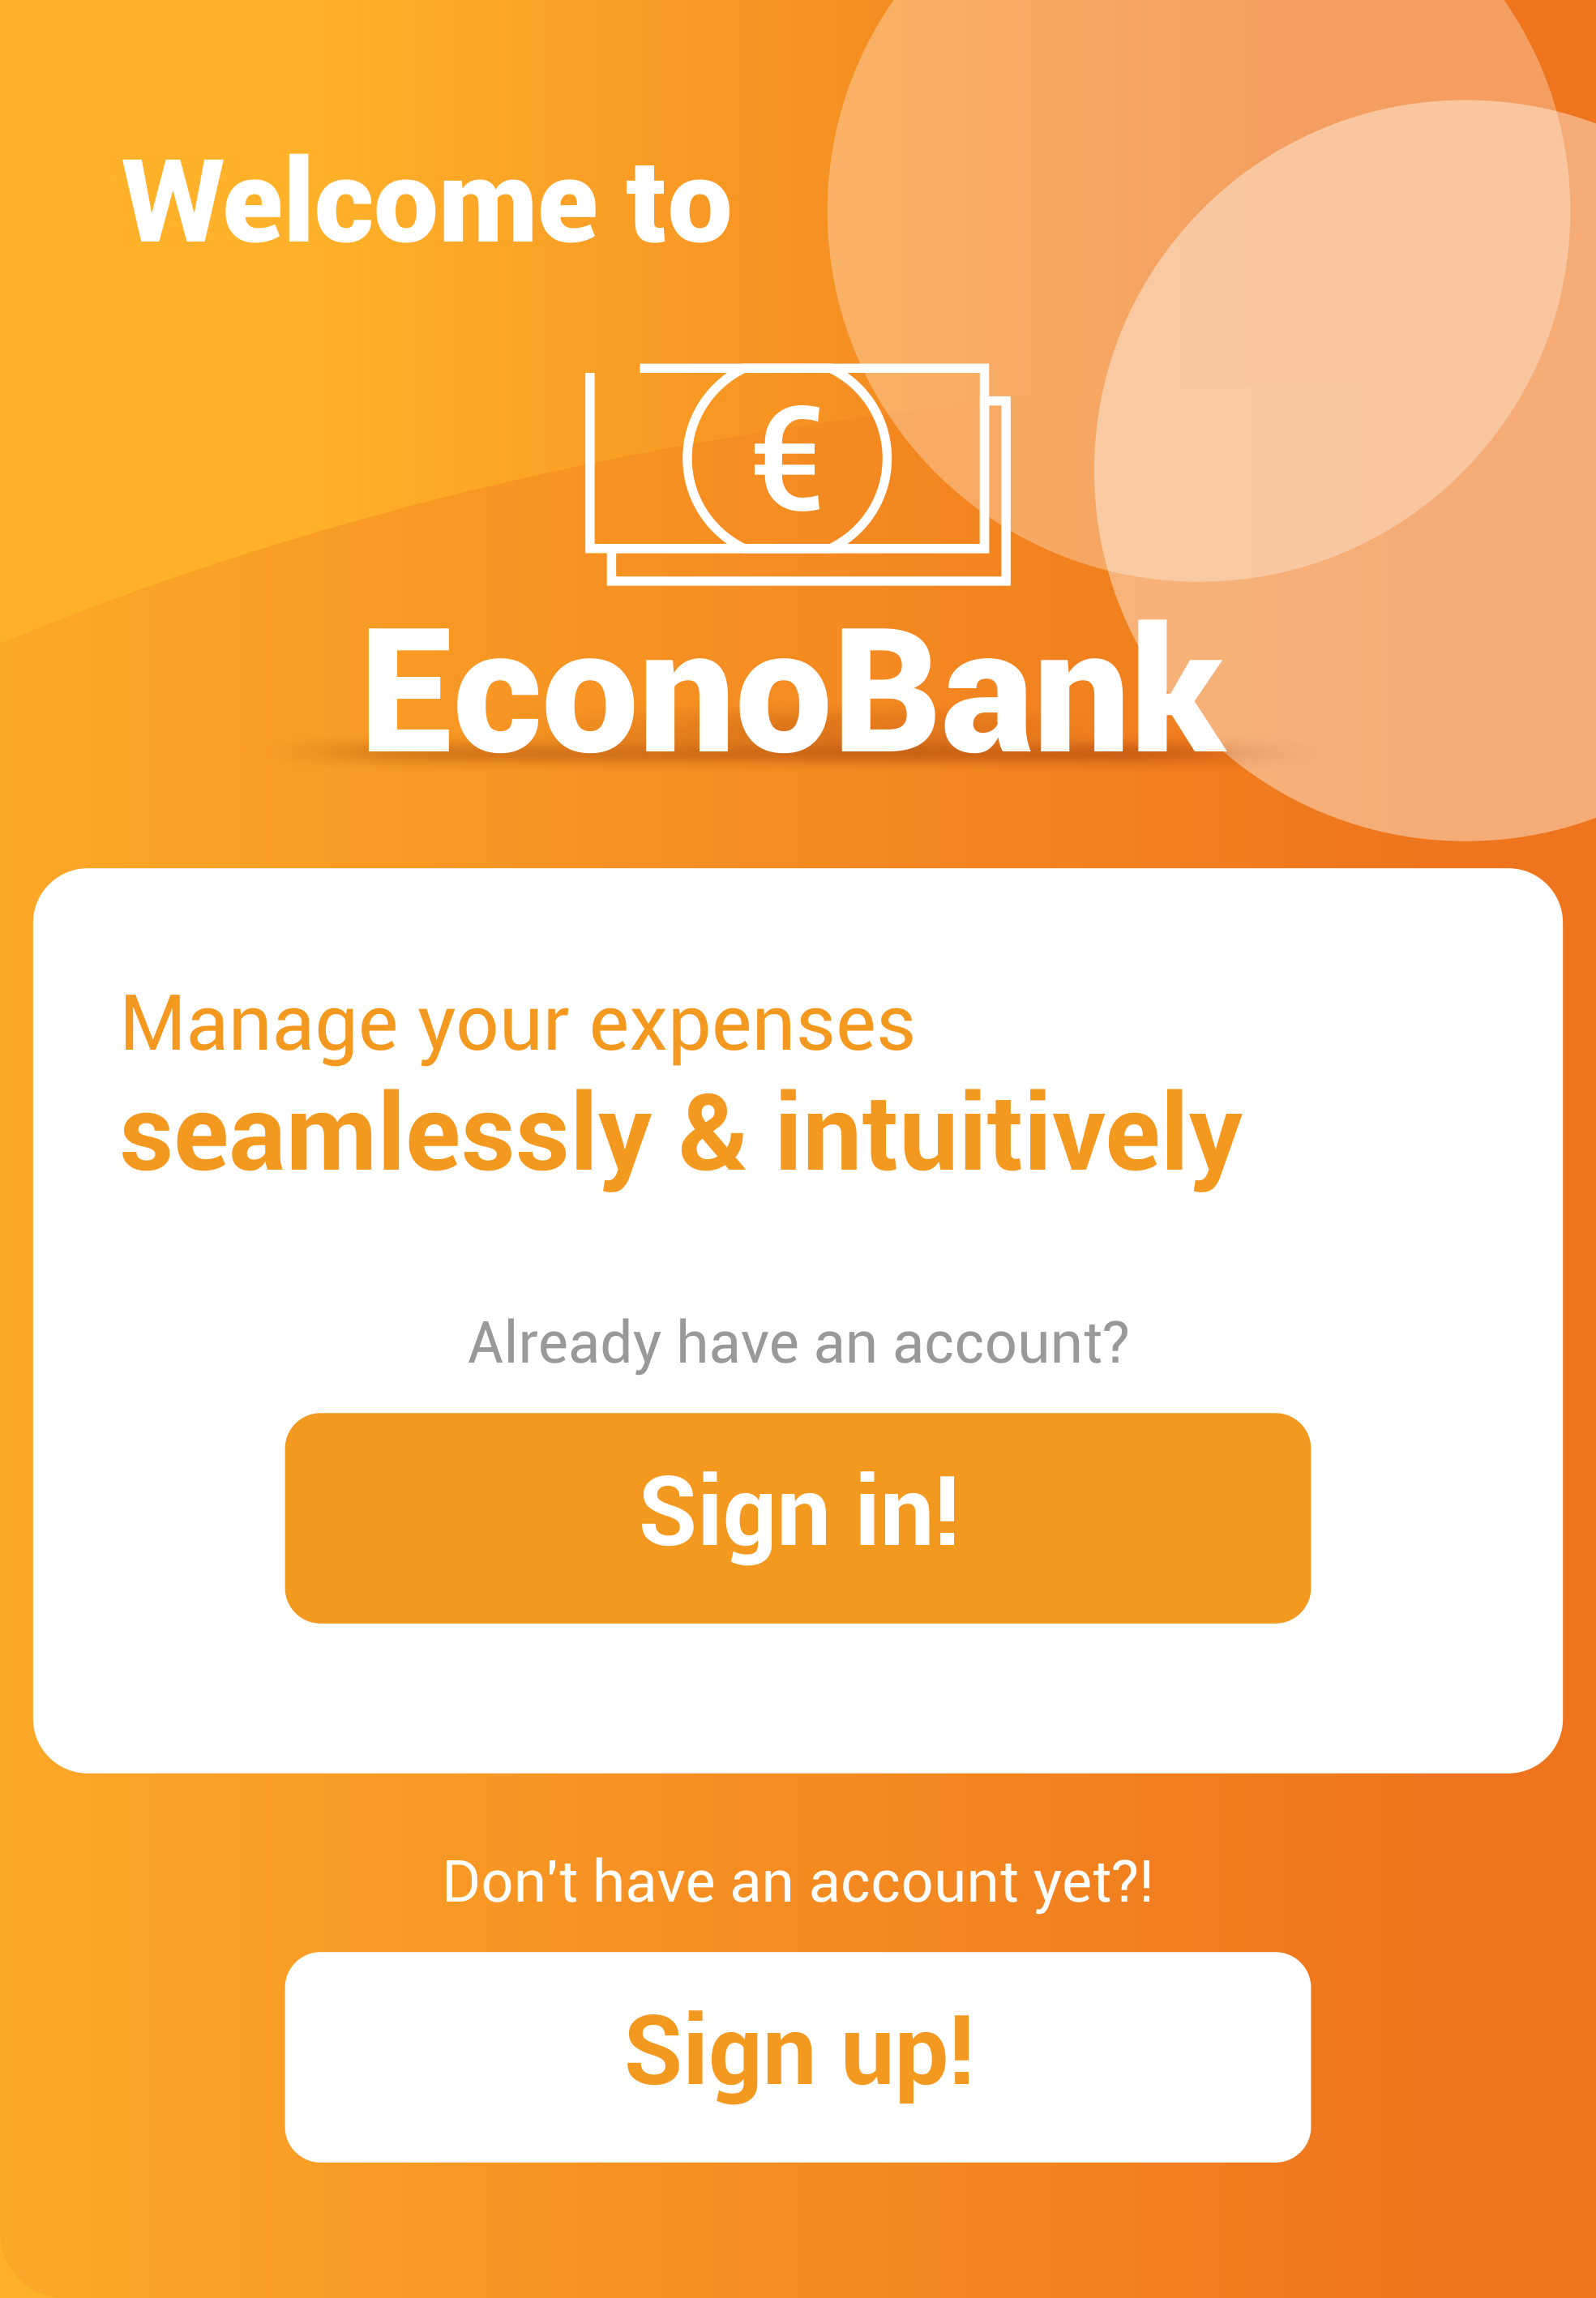 Welcome to
€
EconoBank
Manage your expenses
seamlessly & intuitively
Already have an account?
Sign in!
Don't have an account yet?!
Sign up!